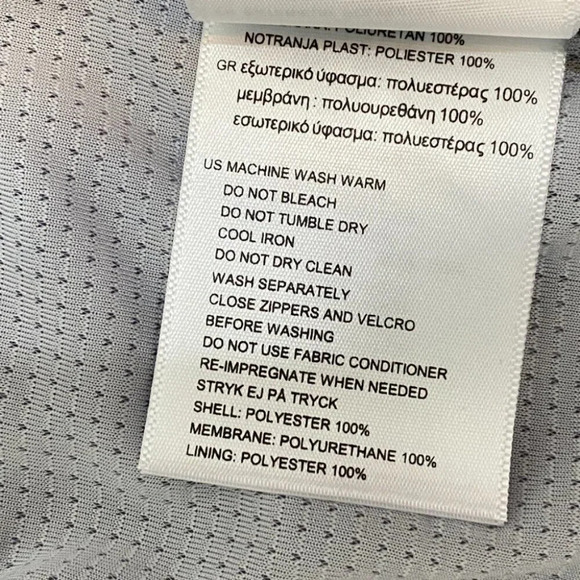 POLIURETAN 100%
NOTRANJA PLAST: POLIESTER 100%
GR εξωτερικό ύφασμα: πολυεστέρας 100%
μεμβράνη : πολυουρεθάνη 100%
εσωτερικό ύφασμα: πολυεστέρας 100%
US MACHINE WASH WARM
DO NOT BLEACH
DO NOT TUMBLE DRY
COOL IRON
DO NOT DRY CLEAN
WASH SEPARATELY
CLOSE ZIPPERS AND VELCRO
BEFORE WASHING
DO NOT USE FABRIC CONDITIONER
RE-IMPREGNATE WHEN NEEDED
STRYK EJ PÅ TRYCK
SHELL: POLYESTER 100%
MEMBRANE: POLYURETHANE 100%
LINING: POLYESTER 100%